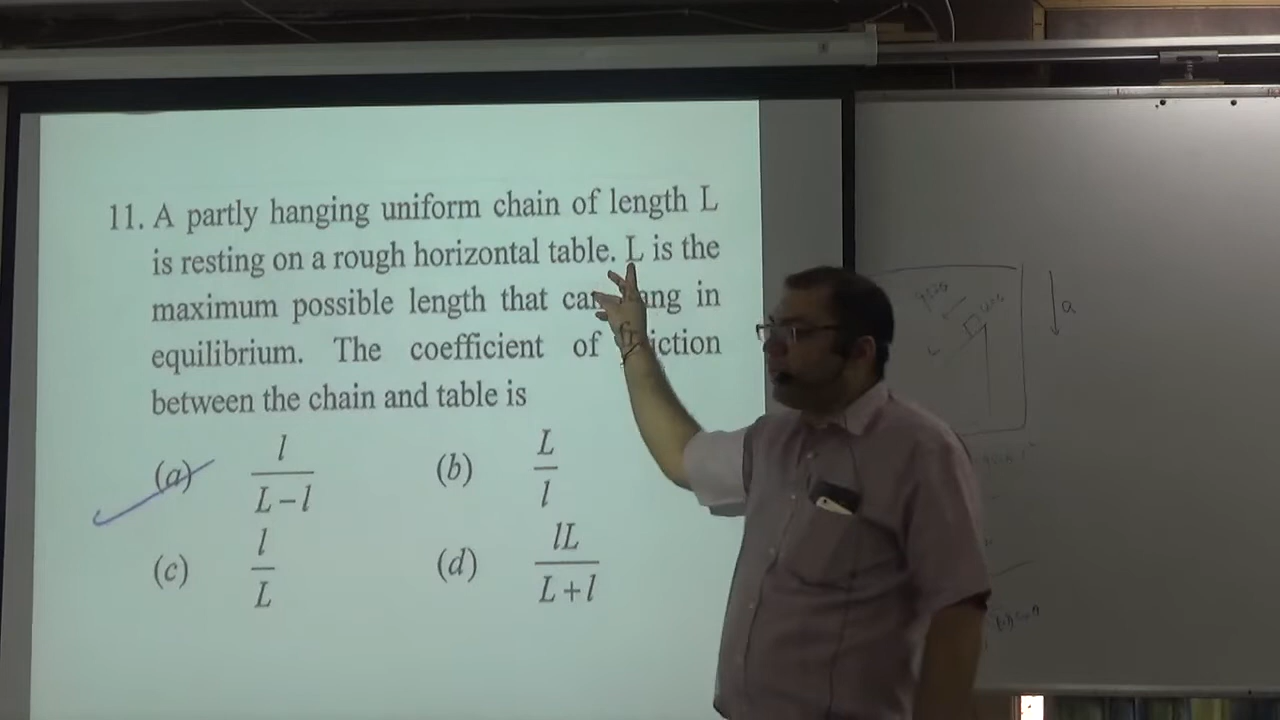 11. A partly hanging uniform chain of length L
is resting on a rough horizontal table. L is the
maximum possible length that can hang in
equilibrium. The coefficient of friction
between the chain and table is
(a) l / L – l (b) L / l
(c) l / L (d) lL / L + l
a